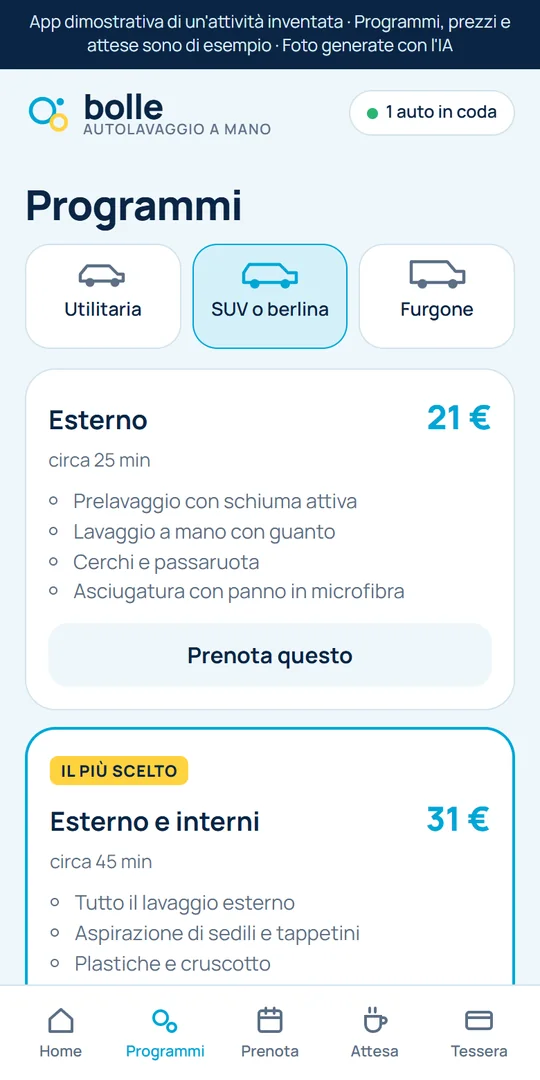 App dimostrativa di un'attività inventata · Programmi, prezzi e
attese sono di esempio · Foto generate con l'IA
bolle
AUTOLAVAGGIO A MANO
1 auto in coda
Programmi
Utilitaria
SUV o berlina
Furgone
Esterno
21 €
circa 25 min
Prelavaggio con schiuma attiva
Lavaggio a mano con guanto
Cerchi e passaruota
Asciugatura con panno in microfibra
Prenota questo
IL PIÙ SCELTO
Esterno e interni
31 €
circa 45 min
Tutto il lavaggio esterno
Aspirazione di sedili e tappetini
Plastiche e cruscotto
Home
Programmi
Prenota
Attesa
Tessera